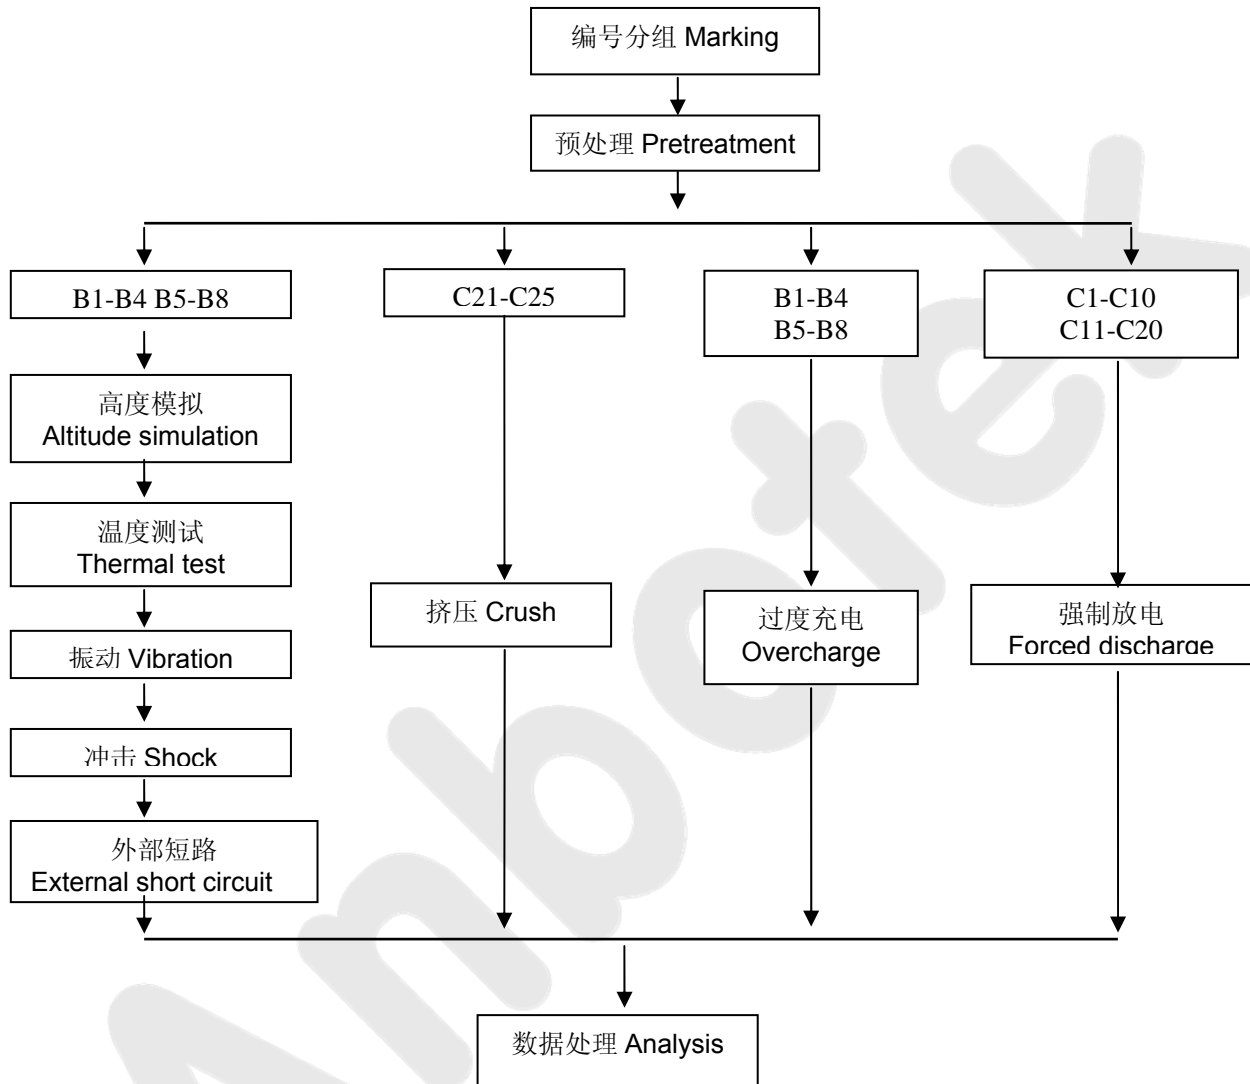 编号分组 Marking
预处理 Pretreatment
B1-B4 B5-B8
C21-C25
B1-B4
B5-B8
C1-C10
C11-C20
高度模拟
Altitude simulation
温度测试
Thermal test
振动 Vibration
冲击 Shock
外部短路
External short circuit
挤压 Crush
过度充电
Overcharge
强制放电
Forced discharge
数据处理 Analysis
Anbotek